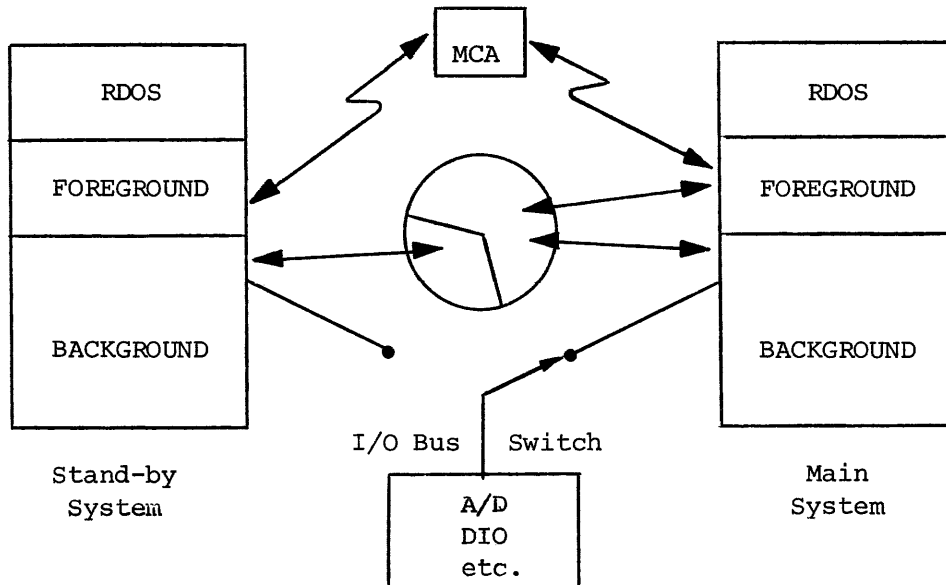 MCA
RDOS
FOREGROUND
BACKGROUND
Stand-by
System
RDOS
FOREGROUND
BACKGROUND
Main
System
I/O Bus Switch
A/D
DIO
etc.